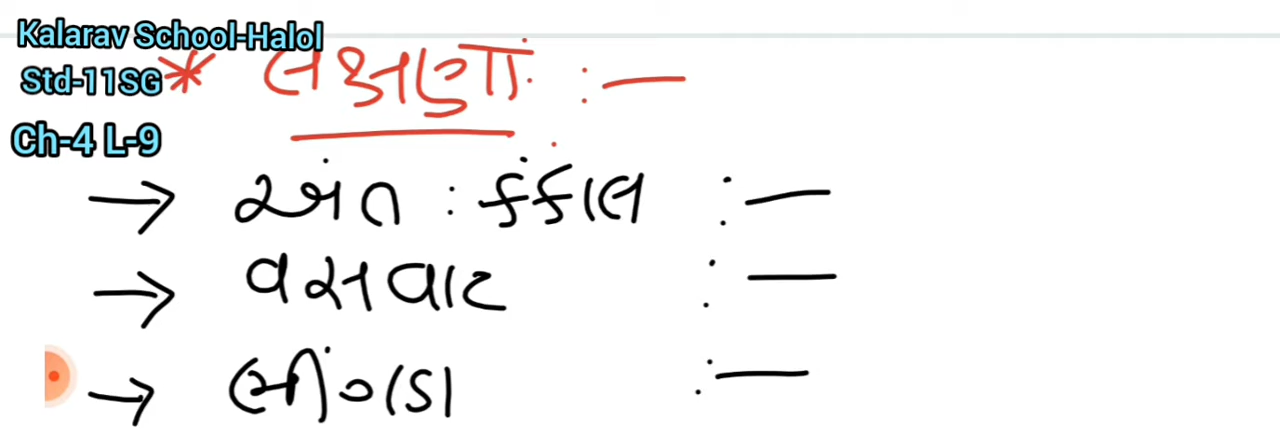 Kalarav School-Halol
Std-11SG
Ch-4 L-9
* લક્ષણો :—
→ અંત:કંકાલ :—
→ વસવાટ :—
→ મીંજાડા :—